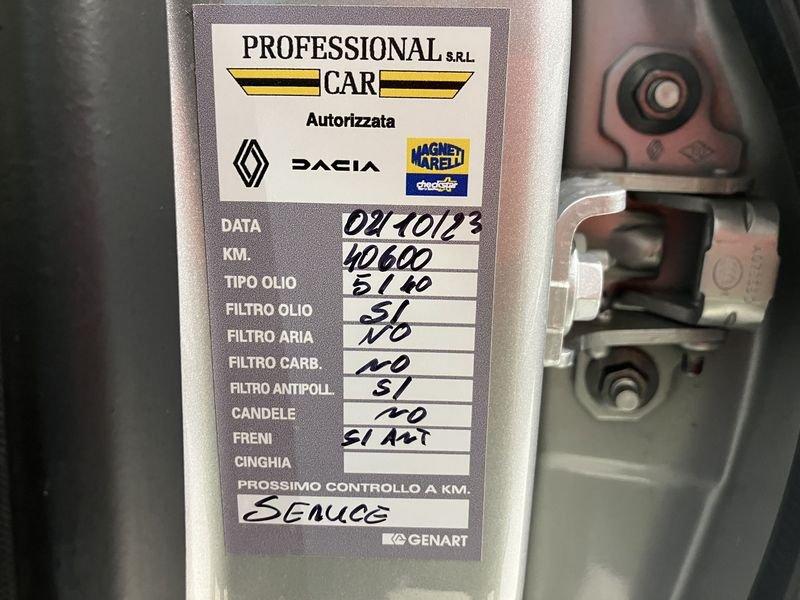 PROFESSIONAL S.R.L.
CAR
Autorizzata
DACIA
MAGNETI
MARELLI
checkstar
DATA 02/10/23
KM. 40600
TIPO OLIO 5/40
FILTRO OLIO SI
FILTRO ARIA NO
FILTRO CARB. NO
FILTRO ANTIPOLL. SI
CANDELE NO
FRENI SI ANT
CINGHIA
PROSSIMO CONTROLLO A KM.
SERVICE
GENART